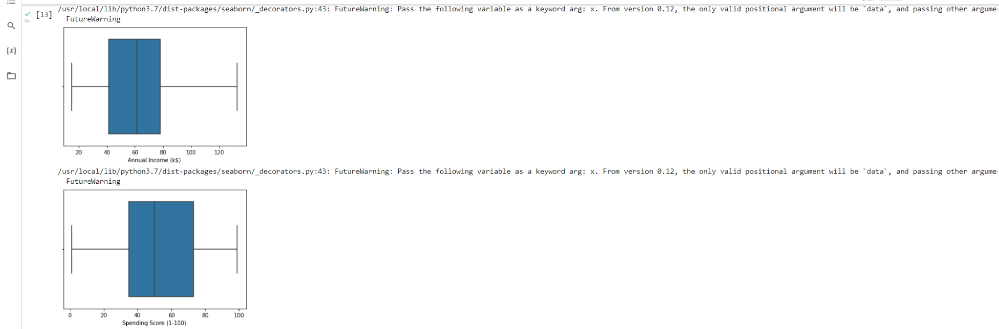 /usr/local/lib/python3.7/dist-packages/seaborn/_decorators.py:43: FutureWarning: Pass the following variable as a keyword arg: x. From version 0.12, the only valid positional argument will be `data`, and passing other argume
[13]
0s
FutureWarning
{x}
20 40 60 80 100 120
Annual Income (k$)
/usr/local/lib/python3.7/dist-packages/seaborn/_decorators.py:43: FutureWarning: Pass the following variable as a keyword arg: x. From version 0.12, the only valid positional argument will be `data`, and passing other argume
FutureWarning
0 20 40 60 80 100
Spending Score (1-100)